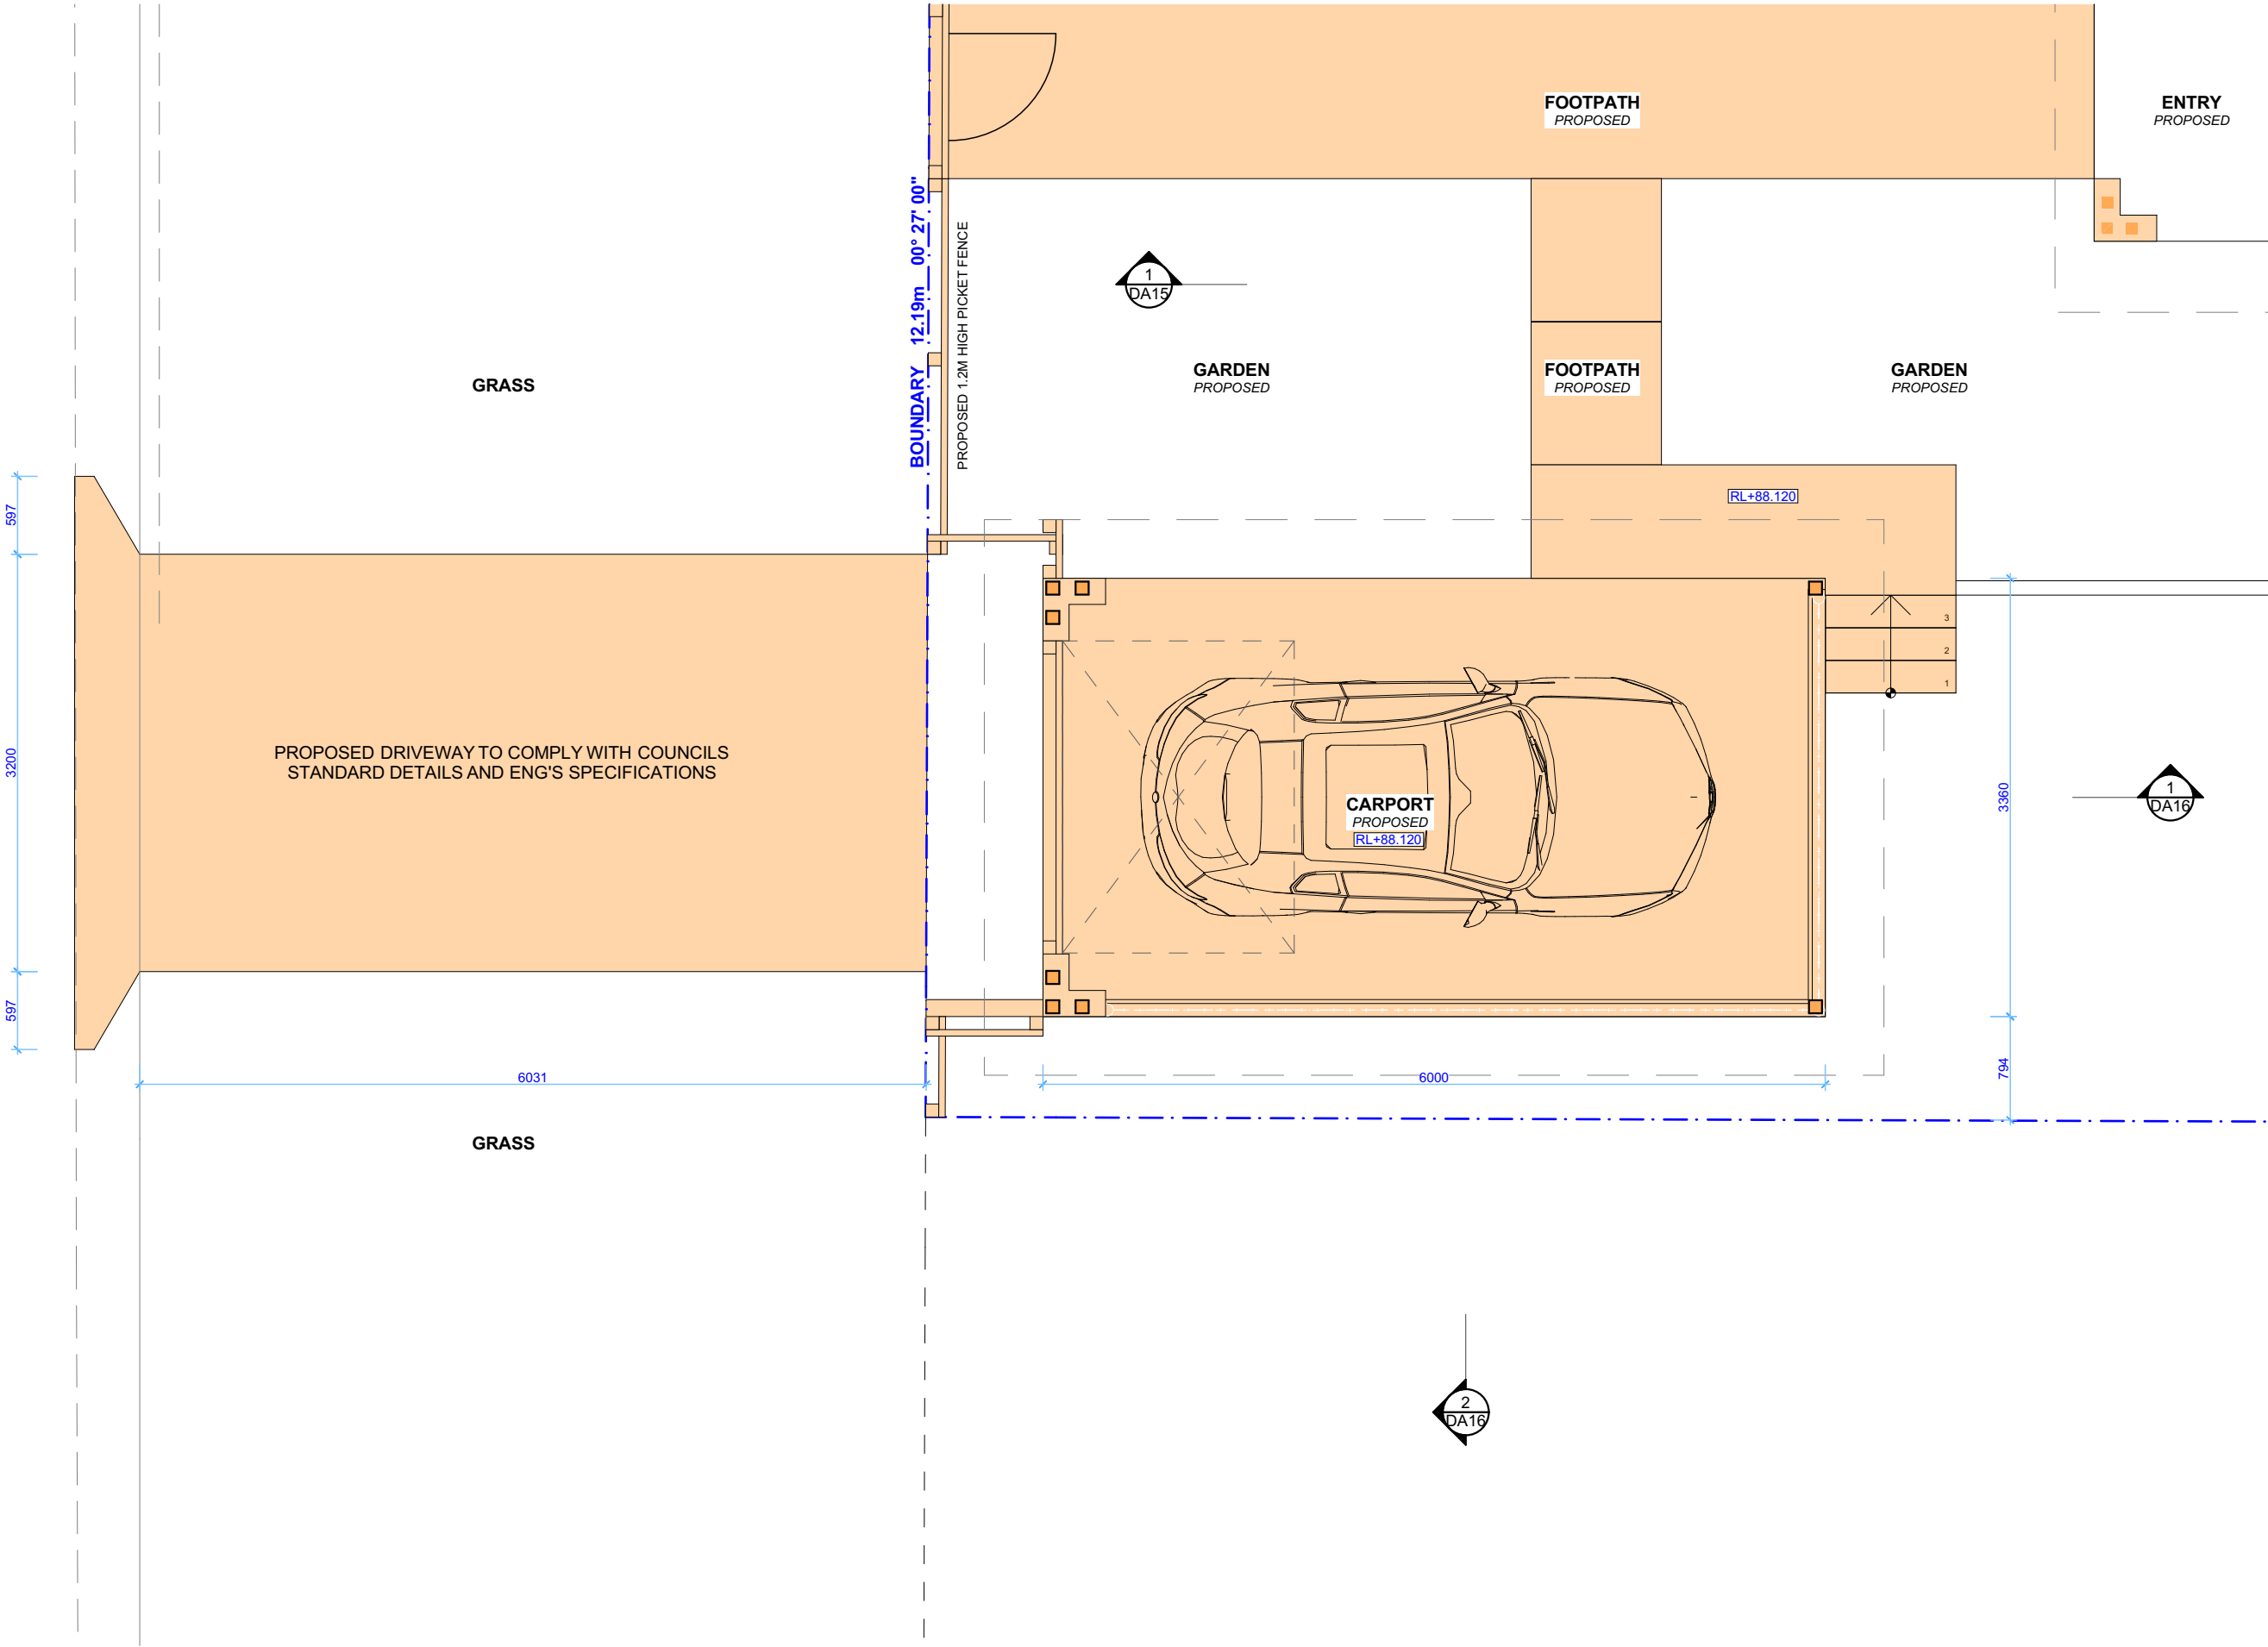 FOOTPATH
PROPOSED
ENTRY
PROPOSED
BOUNDARY 12.19m 00° 27' 00"
PROPOSED 1.2M HIGH PICKET FENCE
1
DA15
GRASS
GARDEN
PROPOSED
FOOTPATH
PROPOSED
GARDEN
PROPOSED
597
RL+88.120
3
2
1
3200
PROPOSED DRIVEWAY TO COMPLY WITH COUNCILS
STANDARD DETAILS AND ENG'S SPECIFICATIONS
CARPORT
PROPOSED
RL+88.120
3360
1
DA16
597
6031
6000
794
GRASS
2
DA16